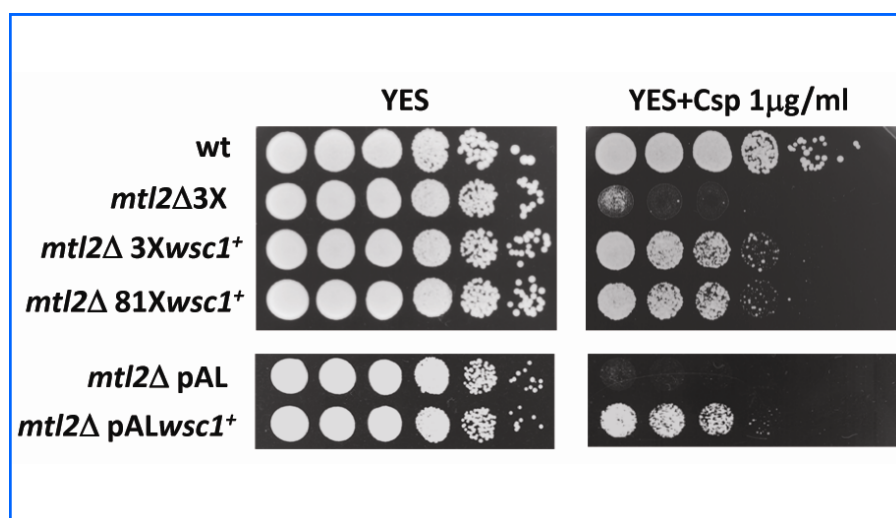 YES YES+Csp 1μg/ml
wt
mtl2Δ3X
mtl2Δ 3Xwsc1⁺
mtl2Δ 81Xwsc1⁺
mtl2Δ pAL
mtl2Δ pALwsc1⁺